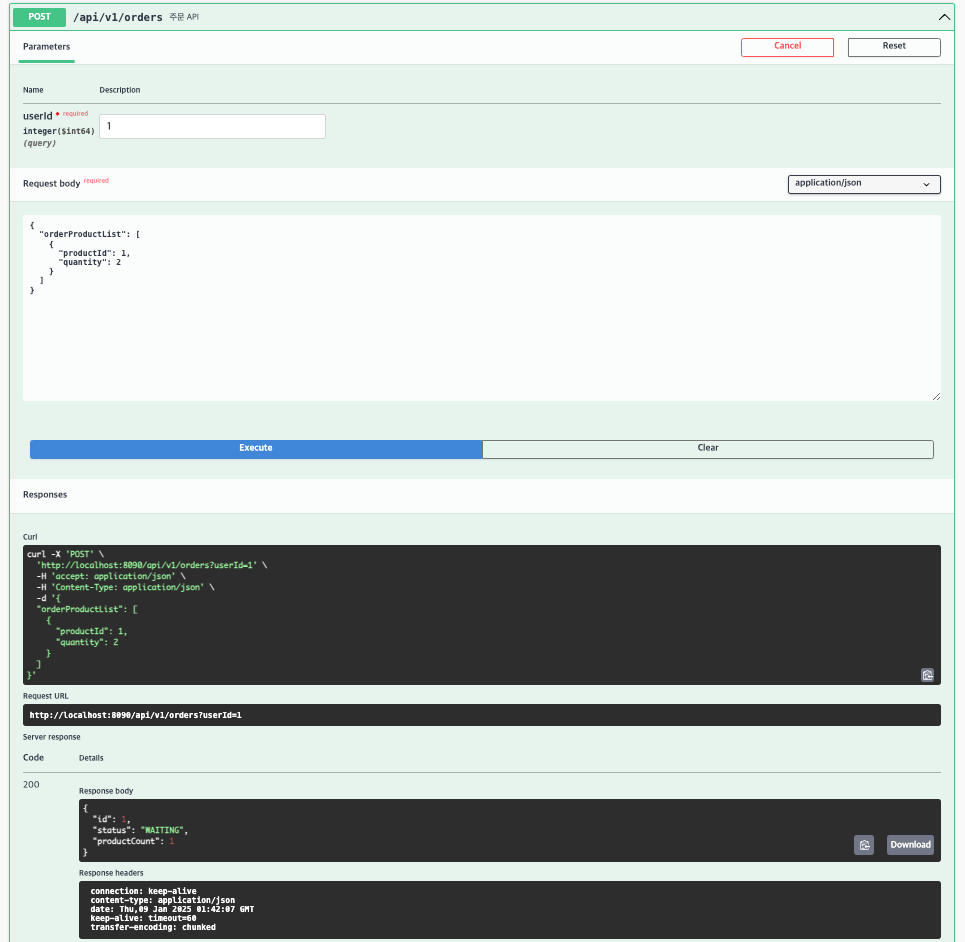 POST /api/v1/orders 주문 API
Parameters
Cancel
Reset
Name Description
userId * required
integer($int64)
(query)
1
Request body required
application/json
{
  "orderProductList": [
    {
      "productId": 1,
      "quantity": 2
    }
  ]
}
Execute
Clear
Responses
Curl
curl -X 'POST' \
  'http://localhost:8090/api/v1/orders?userId=1' \
  -H 'accept: application/json' \
  -H 'Content-Type: application/json' \
  -d '{
  "orderProductList": [
    {
      "productId": 1,
      "quantity": 2
    }
  ]
}'
Request URL
http://localhost:8090/api/v1/orders?userId=1
Server response
Code Details
200
Response body
{
  "id": 1,
  "status": "WAITING",
  "productCount": 1
}
Download
Response headers
connection: keep-alive
content-type: application/json
date: Thu,09 Jan 2025 01:42:07 GMT
keep-alive: timeout=60
transfer-encoding: chunked